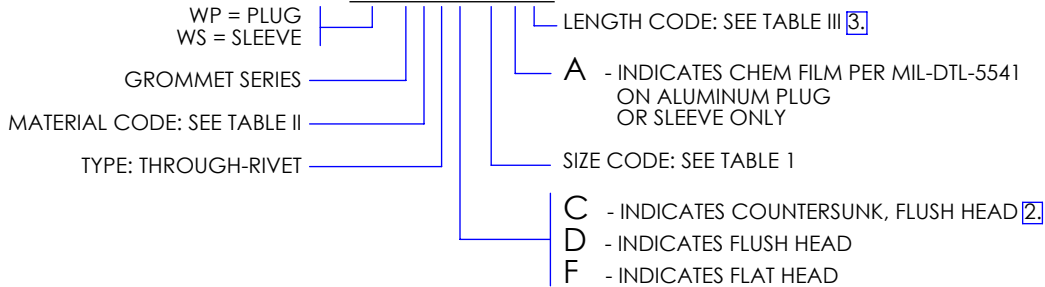 WP = PLUG
WS = SLEEVE
GROMMET SERIES
MATERIAL CODE: SEE TABLE II
TYPE: THROUGH-RIVET
LENGTH CODE: SEE TABLE III 3.
A - INDICATES CHEM FILM PER MIL-DTL-5541
ON ALUMINUM PLUG
OR SLEEVE ONLY
SIZE CODE: SEE TABLE 1
C - INDICATES COUNTERSUNK, FLUSH HEAD 2.
D - INDICATES FLUSH HEAD
F - INDICATES FLAT HEAD